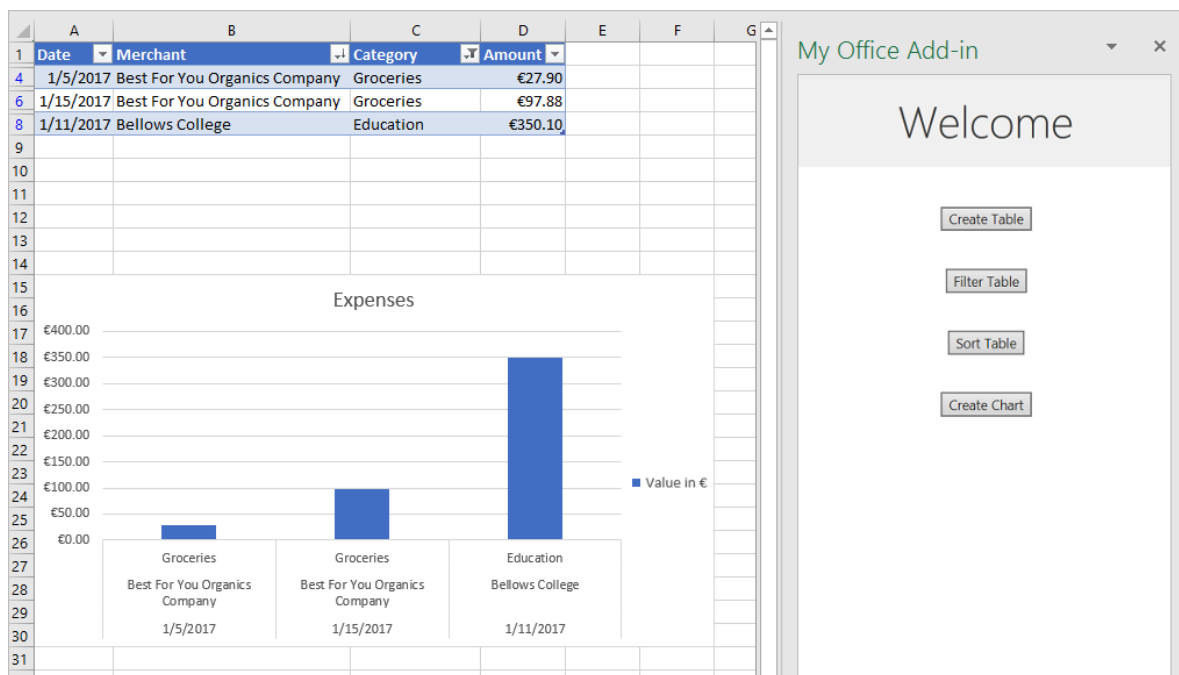 A B C D E F G
1 Date Merchant Category Amount
4 1/5/2017 Best For You Organics Company Groceries €27.90
6 1/15/2017 Best For You Organics Company Groceries €97.88
8 1/11/2017 Bellows College Education €350.10
9
10
11
12
13
14
15
16
17
18
19
20
21
22
23
24
25
26
27
28
29
30
31
Expenses
€400.00
€350.00
€300.00
€250.00
€200.00
€150.00
€100.00
€50.00
€0.00
Value in €
Groceries Groceries Education
Best For You Organics Best For You Organics Bellows College
Company Company
1/5/2017 1/15/2017 1/11/2017
My Office Add-in
Welcome
Create Table
Filter Table
Sort Table
Create Chart